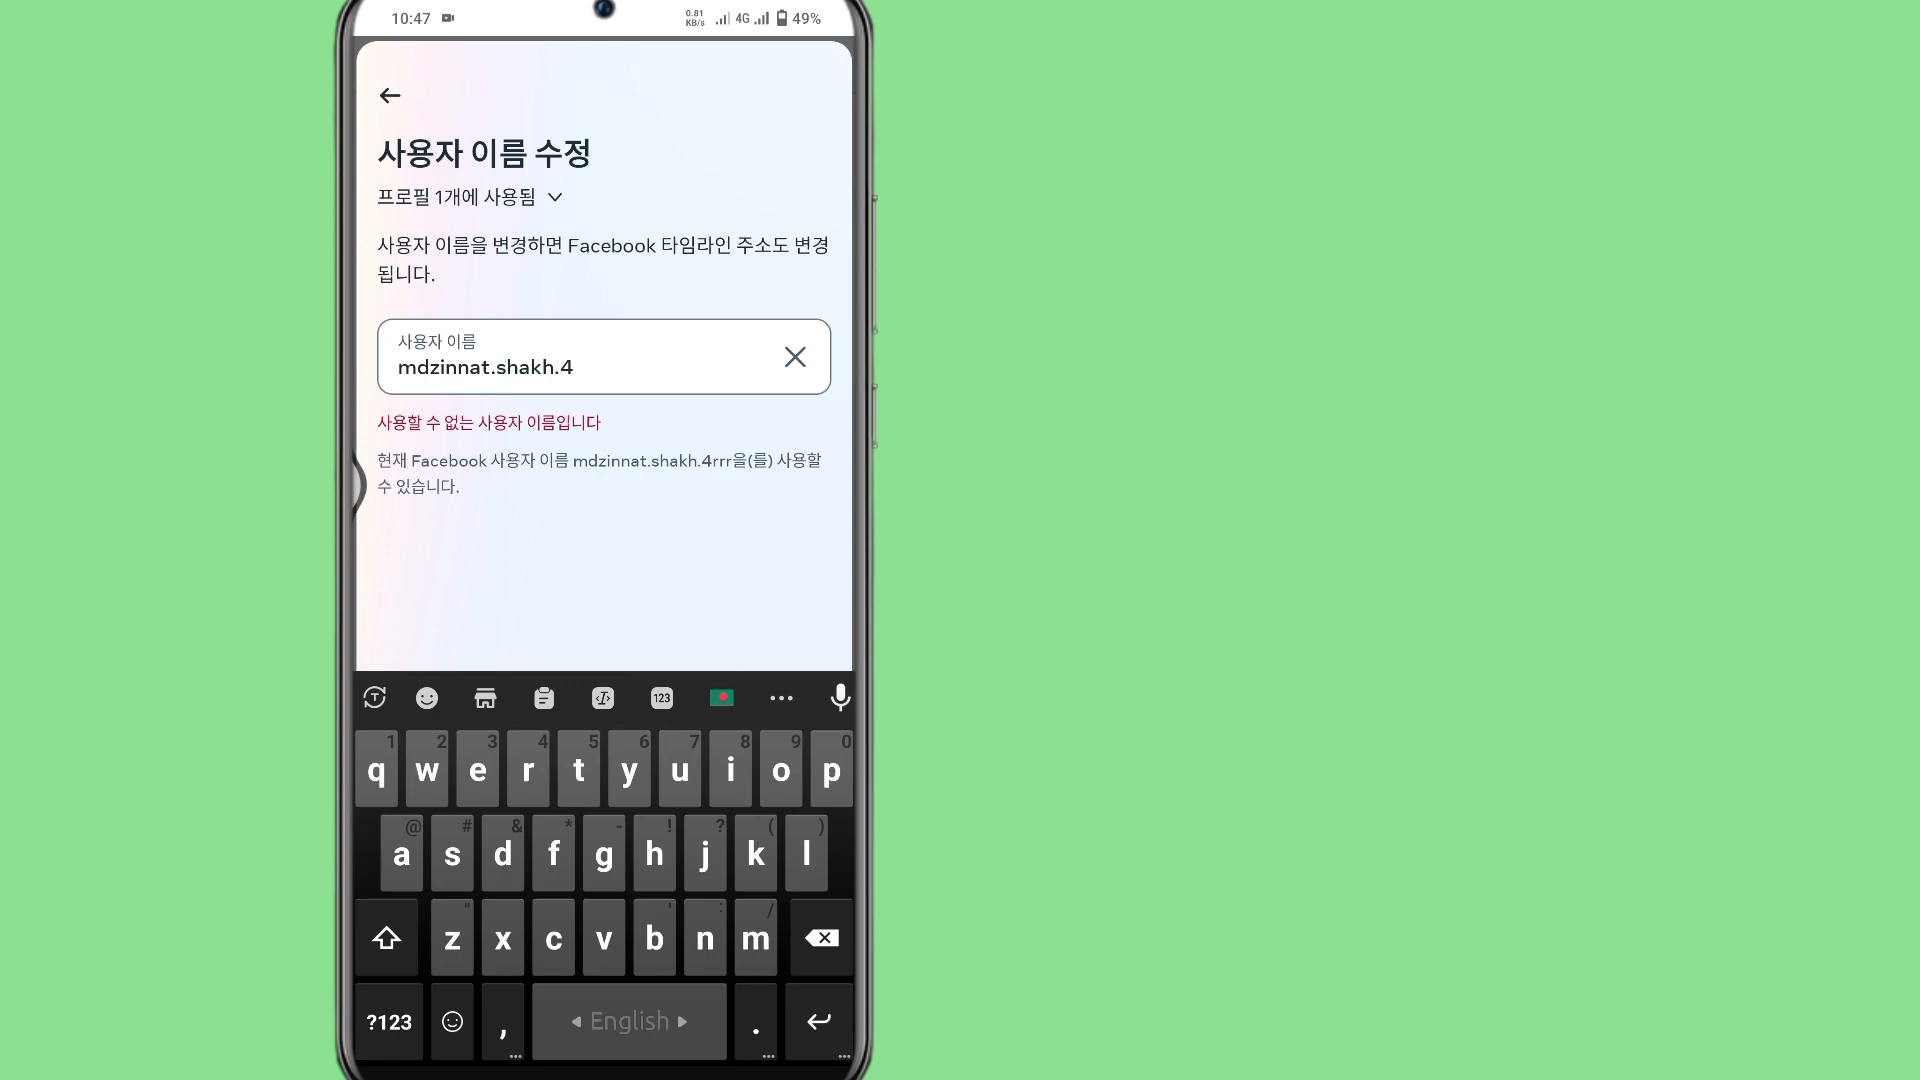 10:47 0.81 KB/s 4G 49%
사용자 이름 수정
프로필 1개에 사용됨
사용자 이름을 변경하면 Facebook 타임라인 주소도 변경
됩니다.
사용자 이름
mdzinnat.shakh.4
사용할 수 없는 사용자 이름입니다
현재 Facebook 사용자 이름 mdzinnat.shakh.4rrr을(를) 사용할
수 있습니다.
T 123
1 2 3 4 5 6 7 8 9 0
q w e r t y u i o p
@ # & * - ! ? ( )
a s d f g h j k l
" ' : /
z x c v b n m
?123 , English .